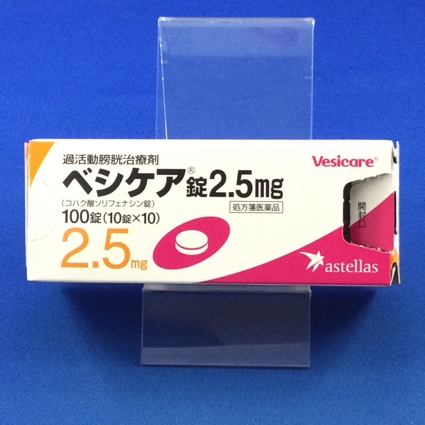 過活動膀胱治療剤
ベシケア®錠2.5mg
(コハク酸ソリフェナシン錠)
処方箋医薬品
100錠(10錠×10)
2.5mg
Vesicare®
開封口
astellas